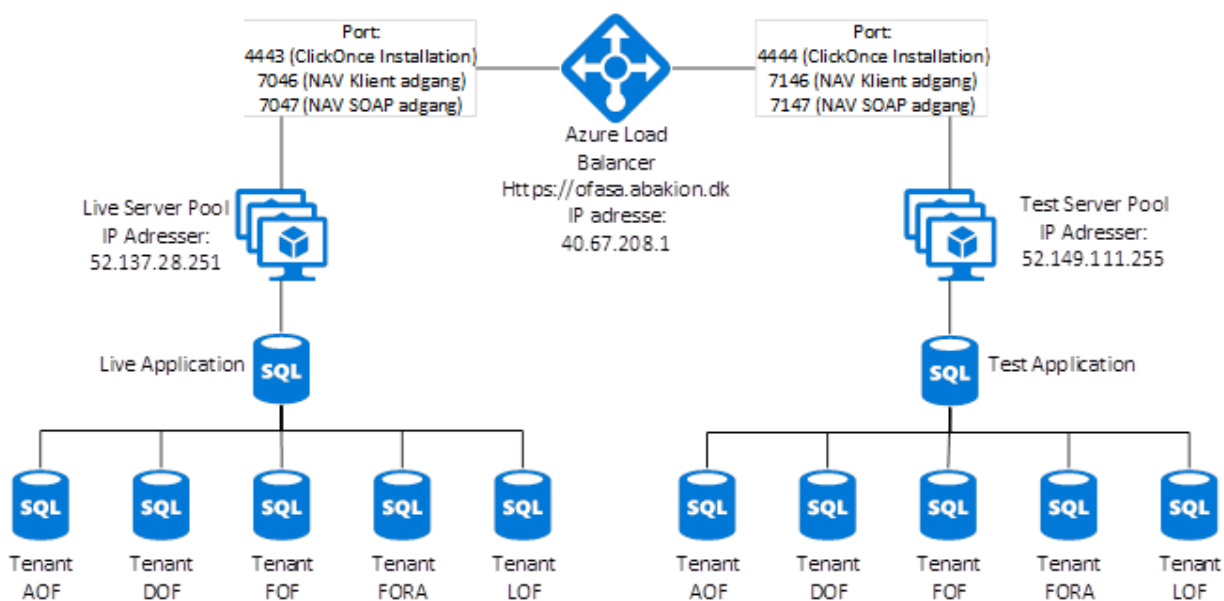 Port:
4443 (ClickOnce Installation)
7046 (NAV Klient adgang)
7047 (NAV SOAP adgang)
Port:
4444 (ClickOnce Installation)
7146 (NAV Klient adgang)
7147 (NAV SOAP adgang)
Azure Load
Balancer
Https://ofasa.abakion.dk
IP adresse:
40.67.208.1
Live Server Pool
IP Adresser:
52.137.28.251
Test Server Pool
IP Adresser:
52.149.111.255
Live Application
SQL
SQL
Test Application
SQL
SQL
SQL
SQL
SQL
SQL
SQL
SQL
SQL
SQL
Tenant
AOF
Tenant
DOF
Tenant
FOF
Tenant
FORA
Tenant
LOF
Tenant
AOF
Tenant
DOF
Tenant
FOF
Tenant
FORA
Tenant
LOF